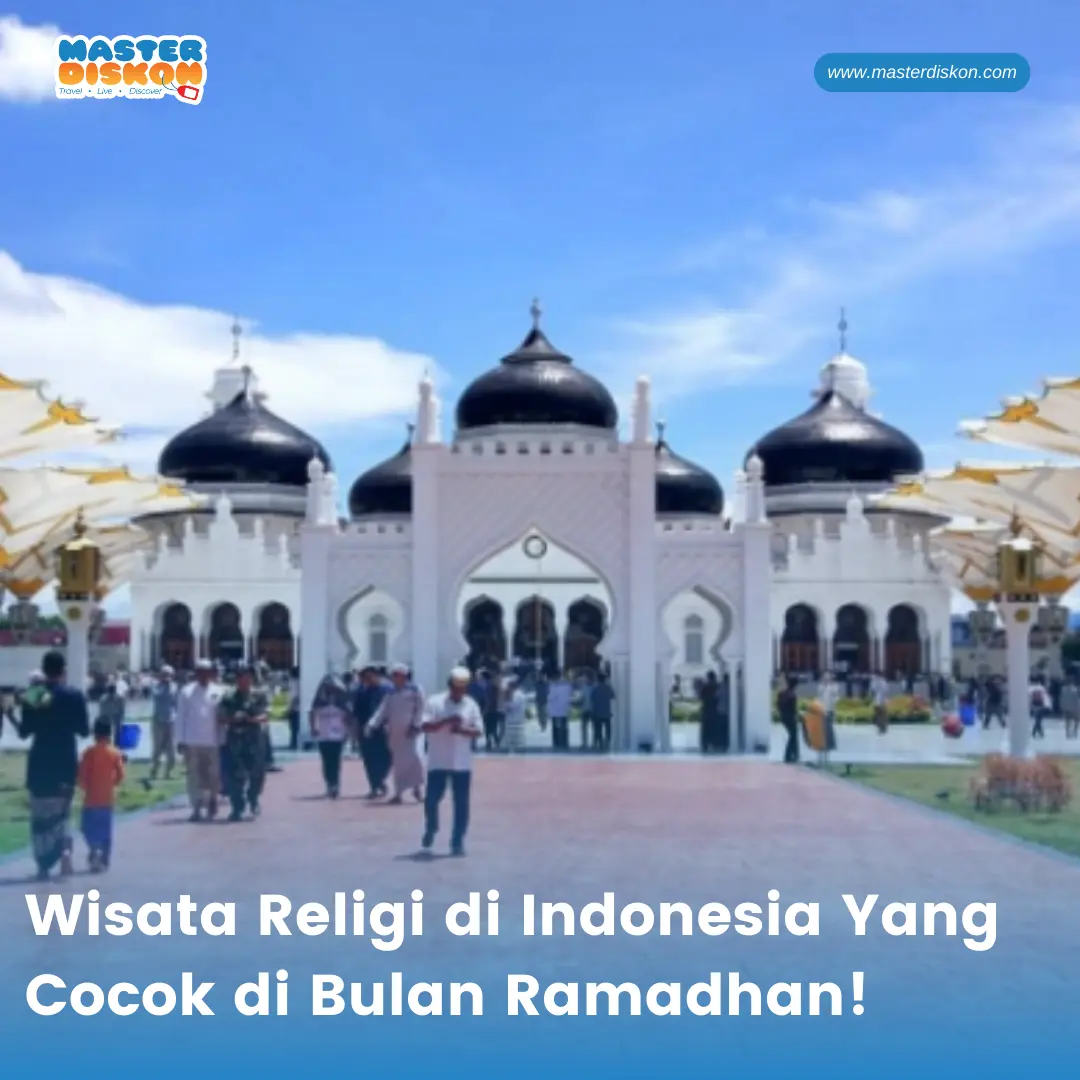 MASTER
DISKON
Travel • Live • Discover
www.masterdiskon.com
Wisata Religi di Indonesia Yang
Cocok di Bulan Ramadhan!